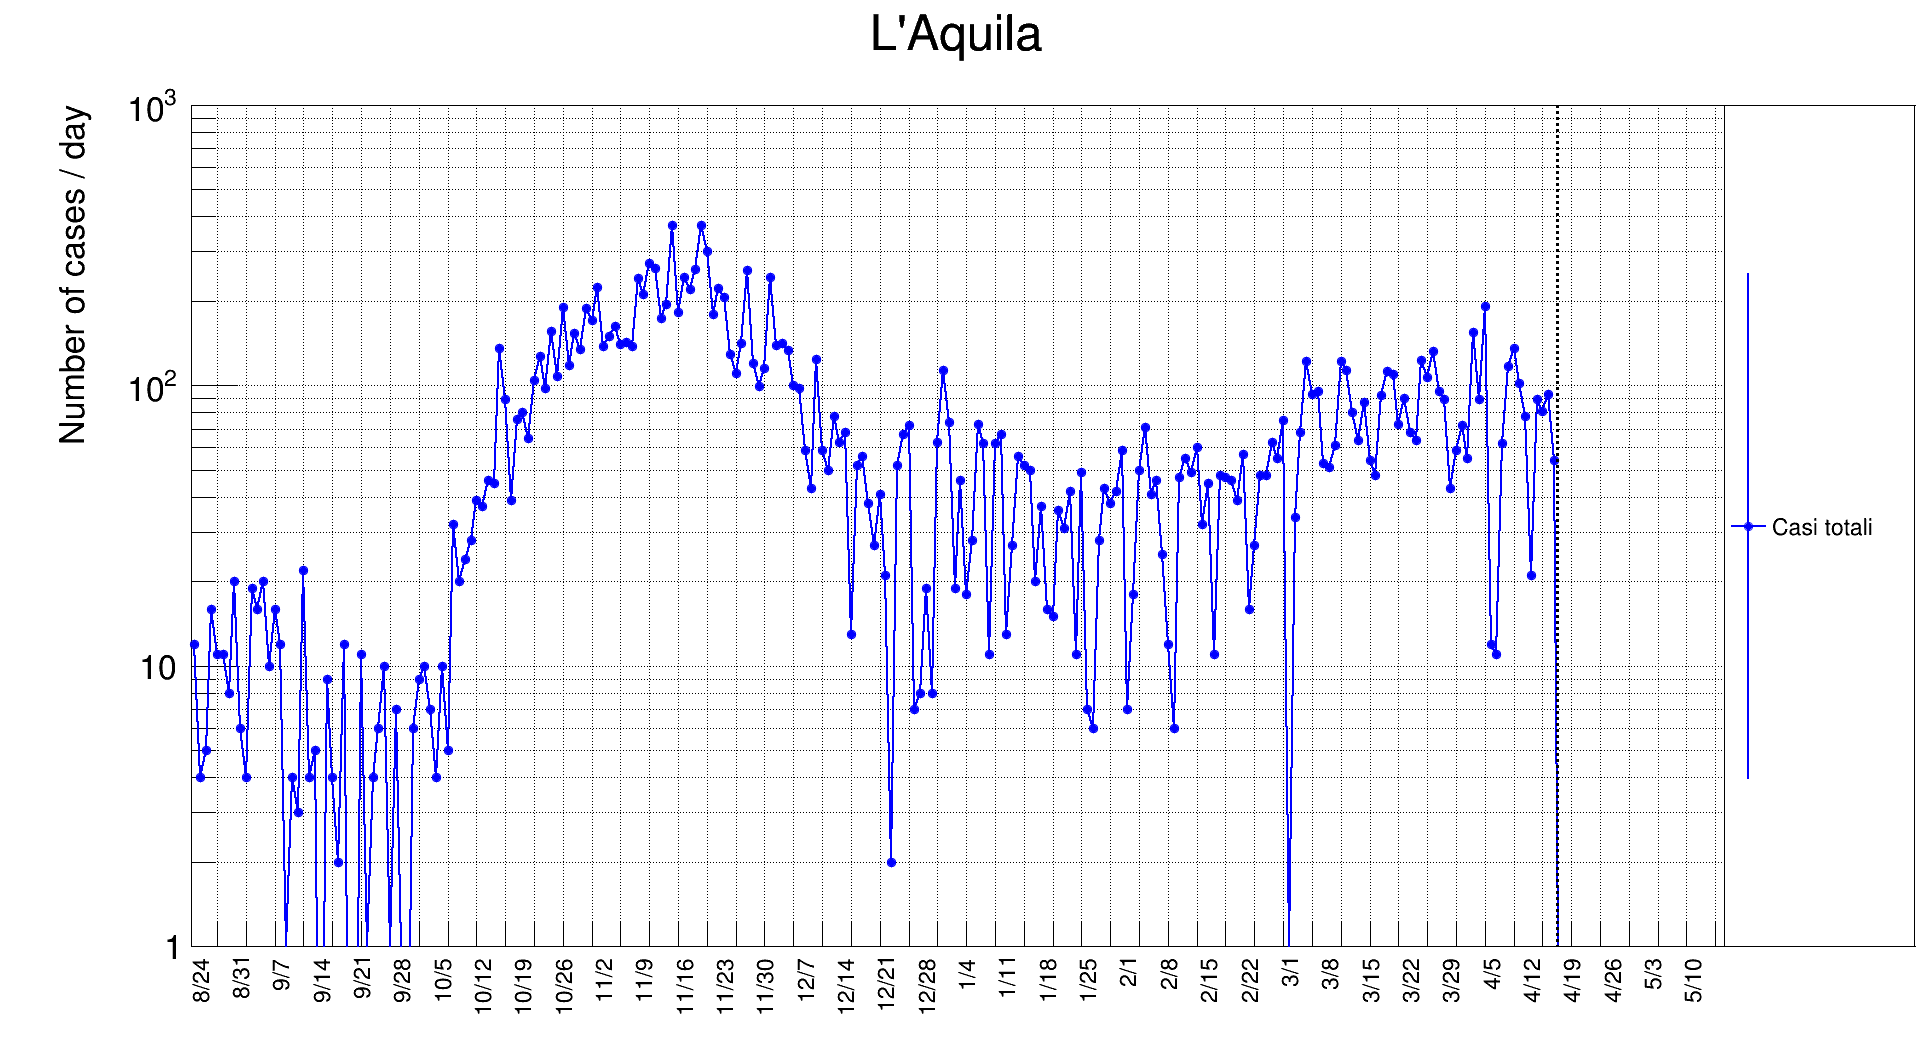 L'Aquila
Number of cases / day
10³
10²
10
1
8/24 8/31 9/7 9/14 9/21 9/28 10/5 10/12 10/19 10/26 11/2 11/9 11/16 11/23 11/30 12/7 12/14 12/21 12/28 1/4 1/11 1/18 1/25 2/1 2/8 2/15 2/22 3/1 3/8 3/15 3/22 3/29 4/5 4/12 4/19 4/26 5/3 5/10
Casi totali